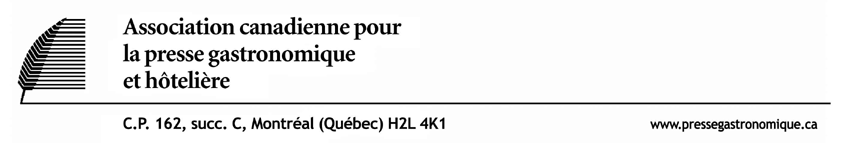 Association canadienne pour
la presse gastronomique
et hôtelière
C.P. 162, succ. C, Montréal (Québec) H2L 4K1
www.pressegastronomique.ca